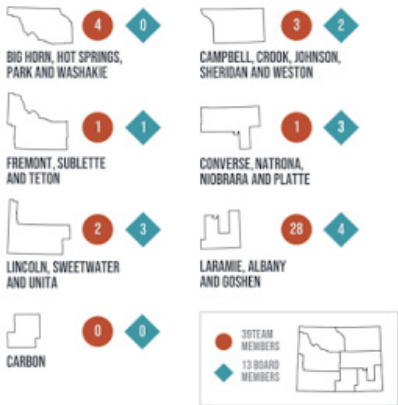 4 0
BIG HORN, HOT SPRINGS,
PARK AND WASHAKIE
3 2
CAMPBELL, CROOK, JOHNSON,
SHERIDAN AND WESTON
1 1
FREMONT, SUBLETTE
AND TETON
1 3
CONVERSE, NATRONA,
NIOBRARA AND PLATTE
2 3
LINCOLN, SWEETWATER
AND UNITA
28 4
LARAMIE, ALBANY
AND GOSHEN
0 0
CARBON
39TEAM
MEMBERS
13 BOARD
MEMBERS